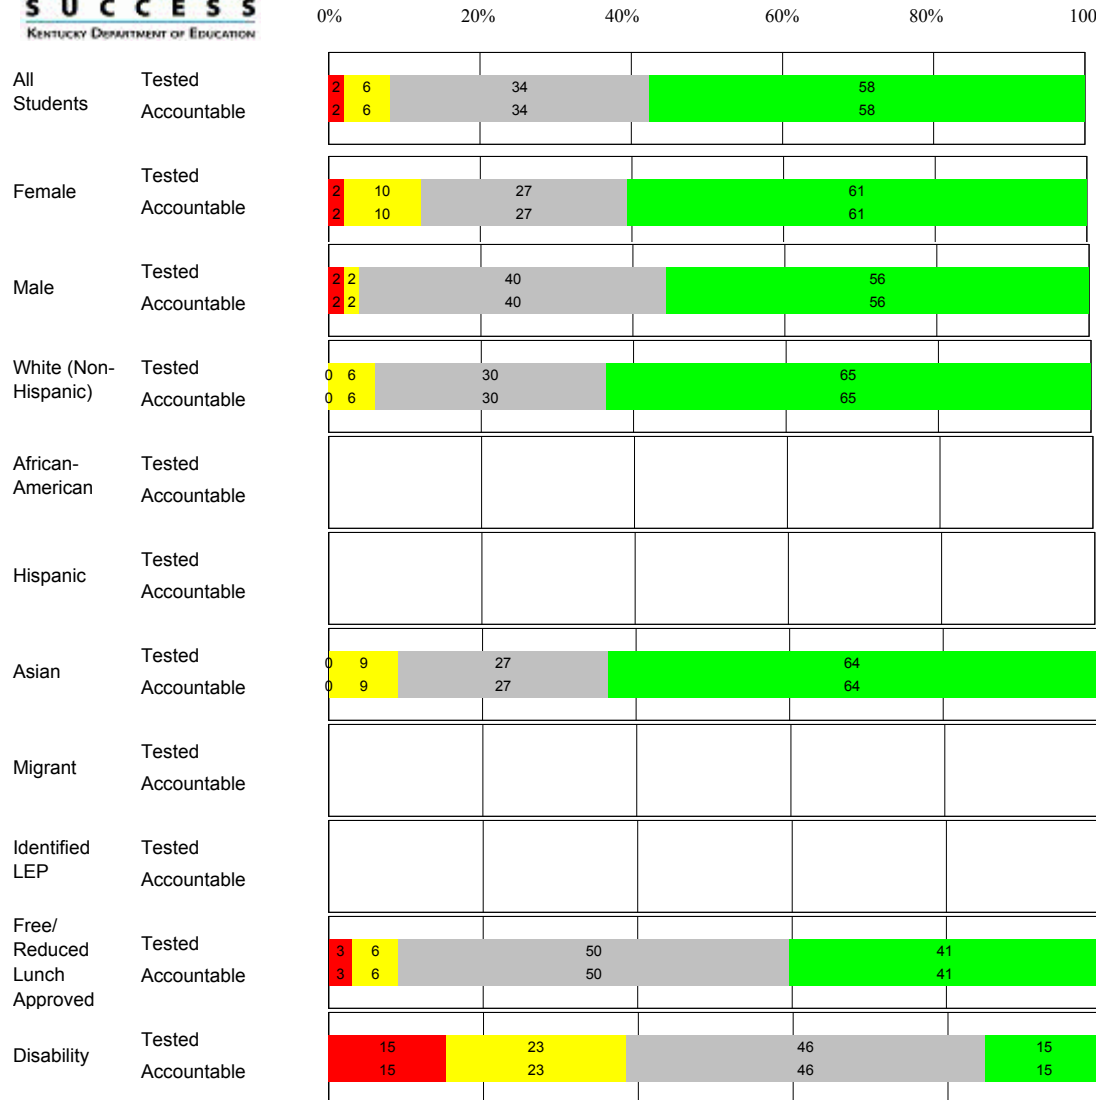 SUCCESS
KENTUCKY DEPARTMENT OF EDUCATION
0% 20% 40% 60% 80% 100
All Students
Tested 2 6 34 58
Accountable 2 6 34 58
Female
Tested 2 10 27 61
Accountable 2 10 27 61
Male
Tested 2 2 40 56
Accountable 2 2 40 56
White (Non-
Hispanic)
Tested 0 6 30 65
Accountable 0 6 30 65
African-
American
Tested
Accountable
Hispanic
Tested
Accountable
Asian
Tested 0 9 27 64
Accountable 0 9 27 64
Migrant
Tested
Accountable
Identified
LEP
Tested
Accountable
Free/
Reduced
Lunch
Approved
Tested 3 6 50 41
Accountable 3 6 50 41
Disability
Tested 15 23 46 15
Accountable 15 23 46 15